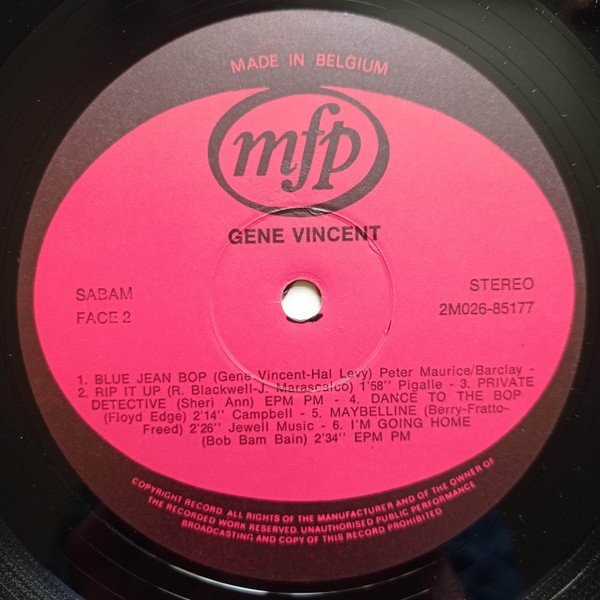 MADE IN BELGIUM
mfp
GENE VINCENT
SABAM
FACE 2
STEREO
2M026-85177
1. BLUE JEAN BOP (Gene Vincent-Hal Levy) Peter Maurice/Barclay -
2. RIP IT UP (R. Blackwell-J. Marascalco) 1'58'' Pigalle - 3. PRIVATE
DETECTIVE (Sheri Ann) EPM PM - 4. DANCE TO THE BOP
(Floyd Edge) 2'14'' Campbell - 5. MAYBELLINE (Berry-Fratto-
Freed) 2'26'' Jewell Music - 6. I'M GOING HOME
(Bob Bam Bain) 2'34'' EPM PM
COPYRIGHT RECORD ALL RIGHTS OF THE MANUFACTURER AND OF THE OWNER OF
THE RECORDED WORK RESERVED. UNAUTHORISED PUBLIC PERFORMANCE
BROADCASTING AND COPY OF THIS RECORD PROHIBITED